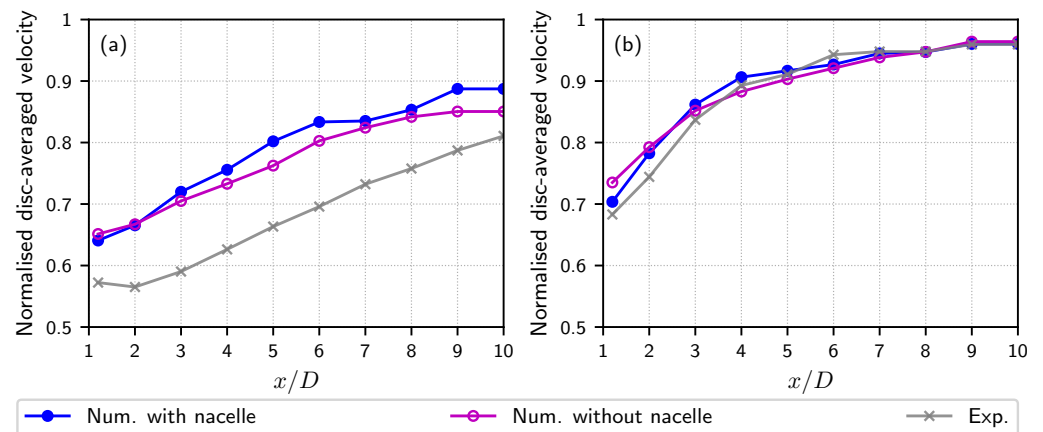 Normalised disc-averaged velocity
1
0.9
0.8
0.7
0.6
0.5
(a)
1 2 3 4 5 6 7 8 9 10
x/D
Normalised disc-averaged velocity
1
0.9
0.8
0.7
0.6
0.5
(b)
1 2 3 4 5 6 7 8 9 10
x/D
Num. with nacelle Num. without nacelle Exp.